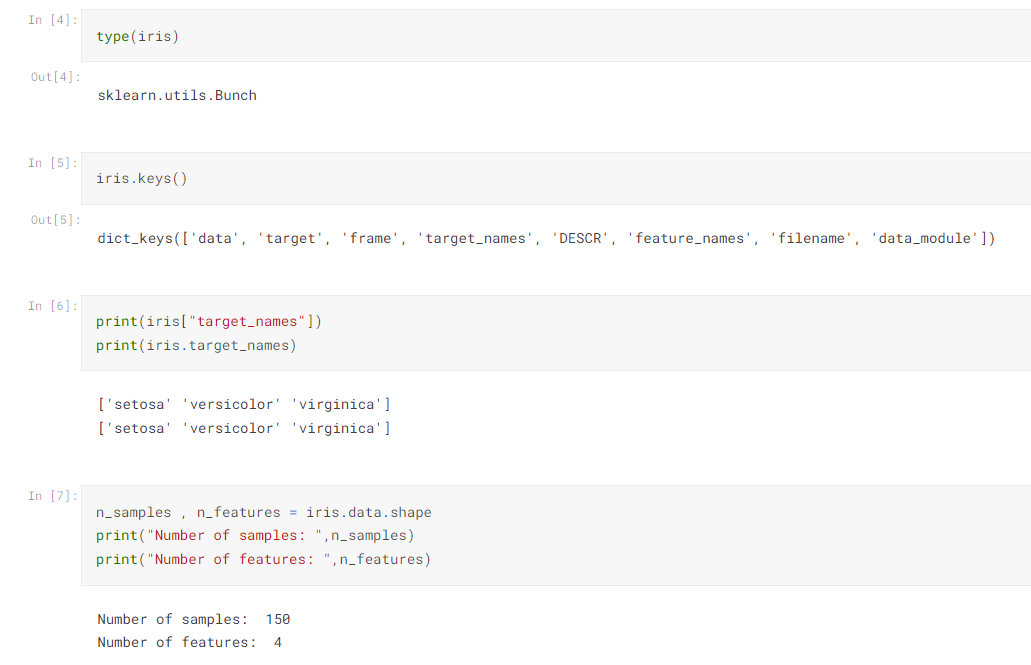 In [4]:
type(iris)
Out[4]:
sklearn.utils.Bunch
In [5]:
iris.keys()
Out[5]:
dict_keys(['data', 'target', 'frame', 'target_names', 'DESCR', 'feature_names', 'filename', 'data_module'])
In [6]:
print(iris["target_names"])
print(iris.target_names)
['setosa' 'versicolor' 'virginica']
['setosa' 'versicolor' 'virginica']
In [7]:
n_samples , n_features = iris.data.shape
print("Number of samples: ",n_samples)
print("Number of features: ",n_features)
Number of samples:  150
Number of features:  4